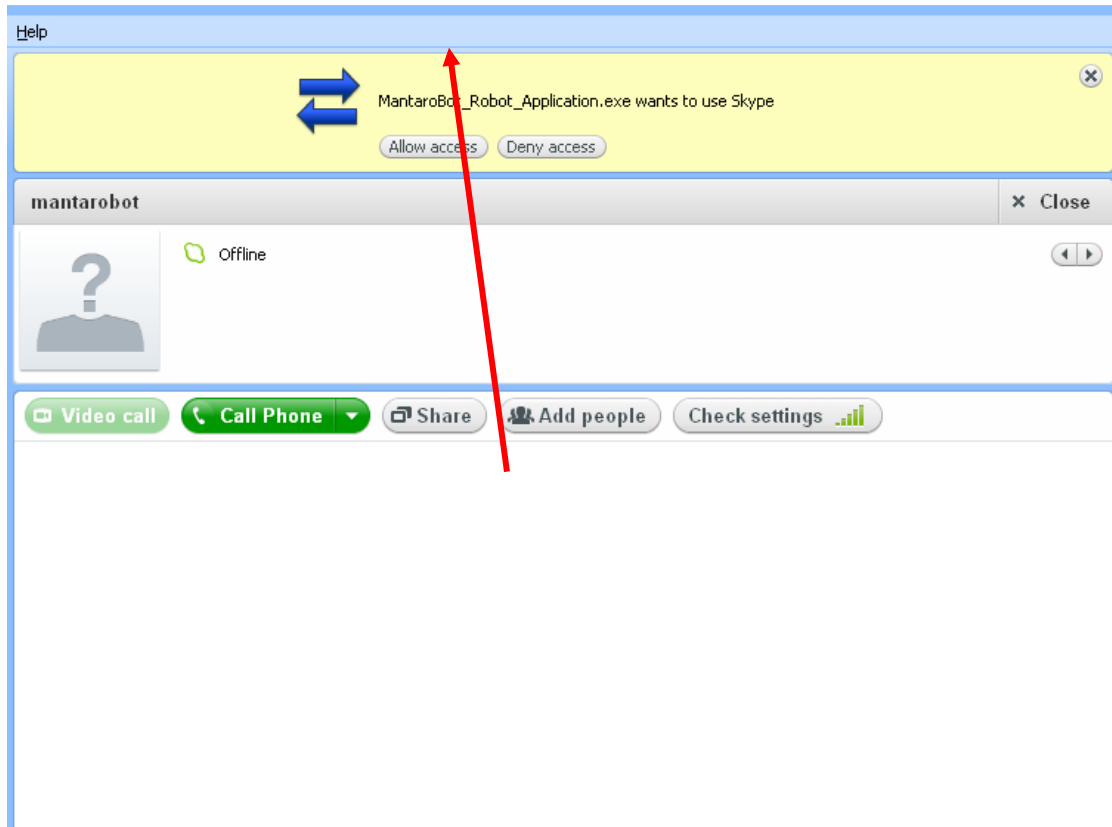 Help
MantaroBot_Robot_Application.exe wants to use Skype
Allow access Deny access
mantarobot
Close
Offline
Video call Call Phone Share Add people Check settings